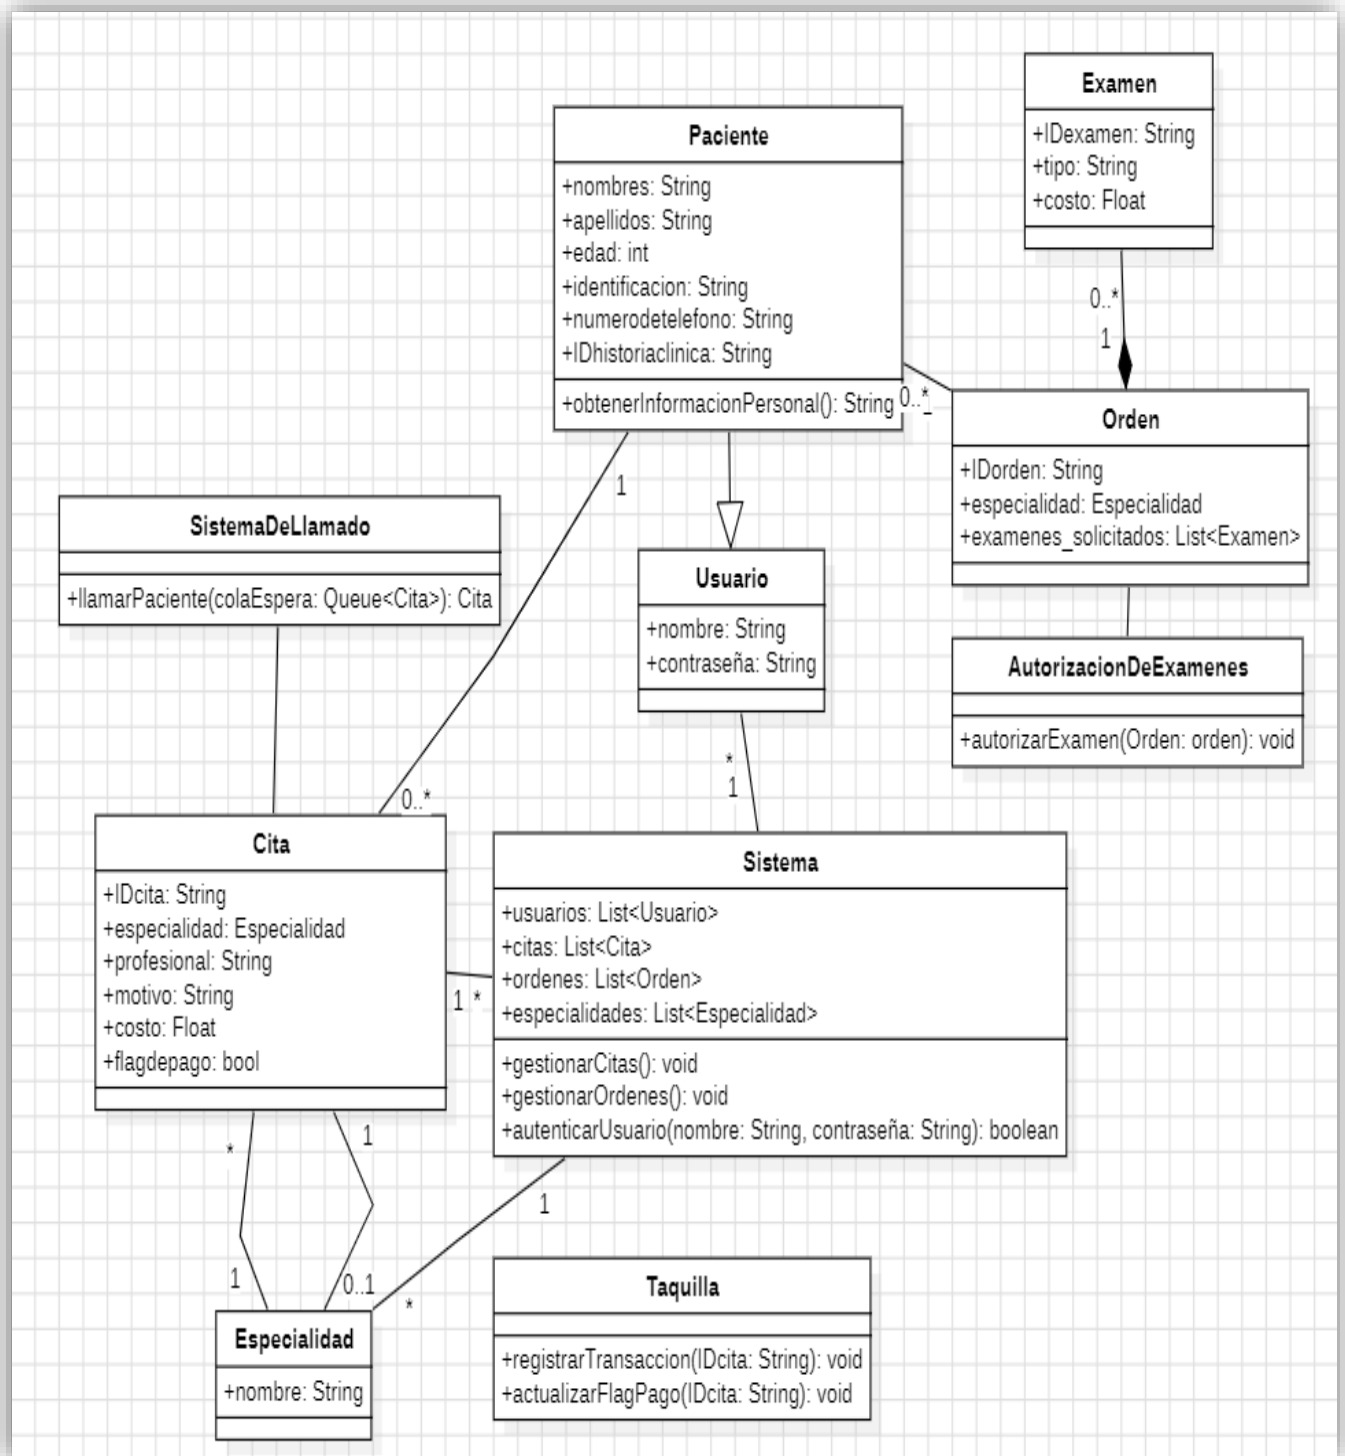 Examen
+IDexamen: String
+tipo: String
+costo: Float
Paciente
+nombres: String
+apellidos: String
+edad: int
+identificacion: String
+numerodetelefono: String
+IDhistoriaclinica: String
+obtenerInformacionPersonal(): String
0..*
1
0..*
1
Orden
+IDorden: String
+especialidad: Especialidad
+examenes_solicitados: List<Examen>
1
SistemaDeLlamado
+llamarPaciente(colaEspera: Queue<Cita>): Cita
Usuario
+nombre: String
+contraseña: String
AutorizacionDeExamenes
+autorizarExamen(Orden: orden): void
*
1
0..*
Cita
+IDcita: String
+especialidad: Especialidad
+profesional: String
+motivo: String
+costo: Float
+flagdepago: bool
1 *
Sistema
+usuarios: List<Usuario>
+citas: List<Cita>
+ordenes: List<Orden>
+especialidades: List<Especialidad>
+gestionarCitas(): void
+gestionarOrdenes(): void
+autenticarUsuario(nombre: String, contraseña: String): boolean
*
1
1
1
0..1
*
Especialidad
+nombre: String
Taquilla
+registrarTransaccion(IDcita: String): void
+actualizarFlagPago(IDcita: String): void